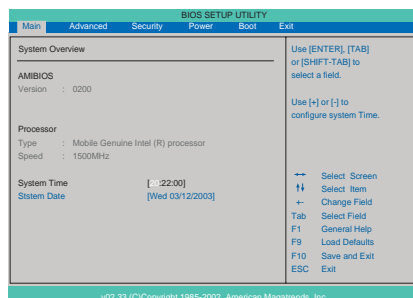 BIOS SETUP UTILITY
Main Advanced Security Power Boot Exit
System Overview
AMIBIOS
Version : 0200
Processor
Type : Mobile Genuine Intel (R) processor
Speed : 1500MHz
System Time [20:22:00]
Ststem Date [Wed 03/12/2003]
Use [ENTER], [TAB]
or [SHIFT-TAB] to
select a field.
Use [+] or [-] to
configure system Time.
Select Screen
Select Item
+- Change Field
Tab Select Field
F1 General Help
F9 Load Defaults
F10 Save and Exit
ESC Exit
v02.33 (C)Copyright 1985-2002, American Magatrends, Inc.